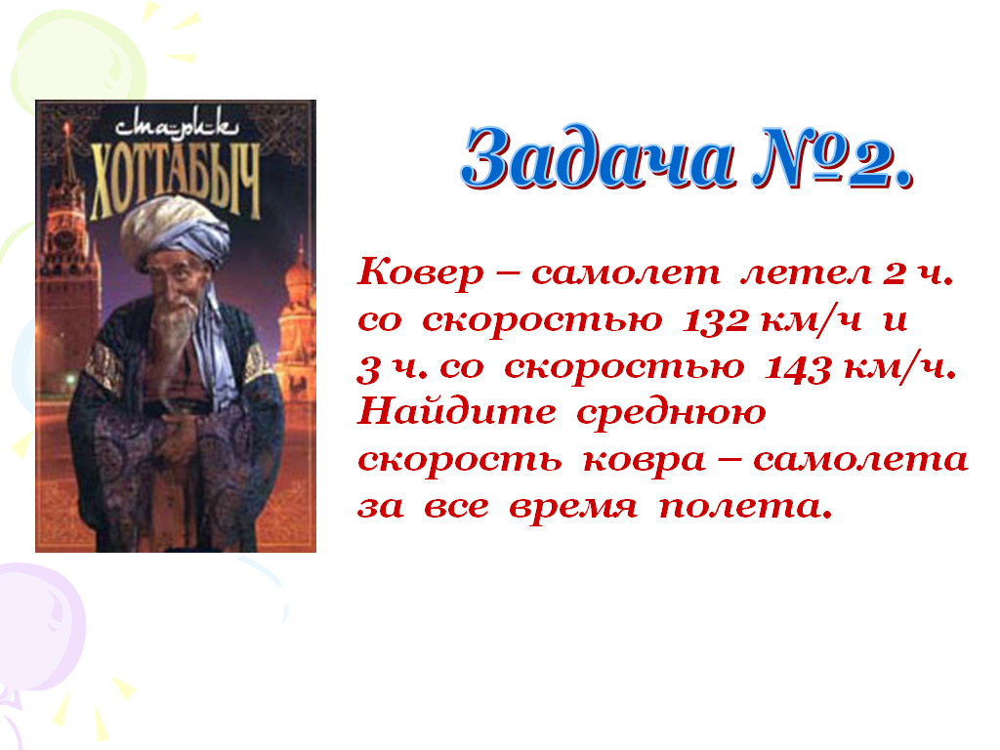 старик
ХОТТАБЫЧ
Задача №2.
Ковер – самолет летел 2 ч.
со скоростью 132 км/ч и
3 ч. со скоростью 143 км/ч.
Найдите среднюю
скорость ковра – самолета
за все время полета.